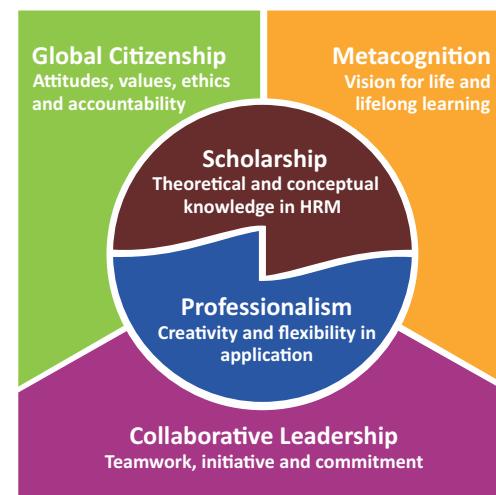 Global Citizenship
Attitudes, values, ethics
and accountability
Metacognition
Vision for life and
lifelong learning
Scholarship
Theoretical and conceptual
knowledge in HRM
Professionalism
Creativity and flexibility in
application
Collaborative Leadership
Teamwork, initiative and commitment